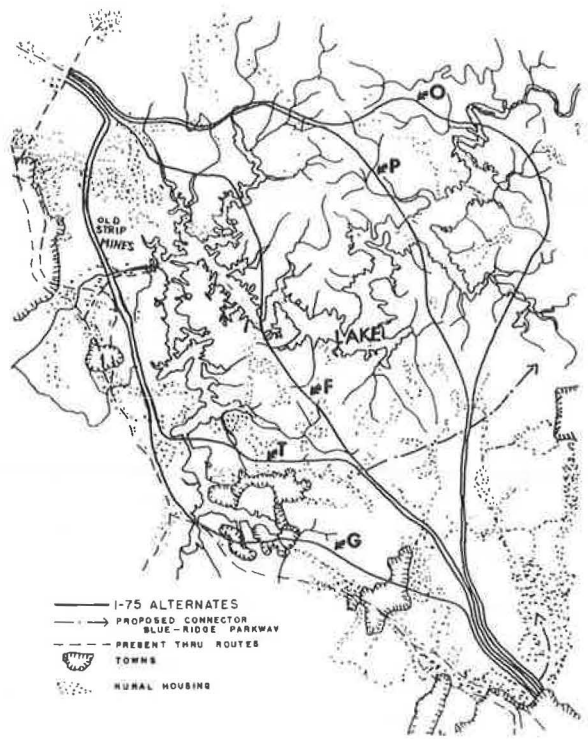 O
P
OLD
STRIP
MINES
LAKE
F
T
G
I-75 ALTERNATES
PROPOSED CONNECTOR
BLUE-RIDGE PARKWAY
PRESENT THRU ROUTES
TOWNS
RURAL HOUSING